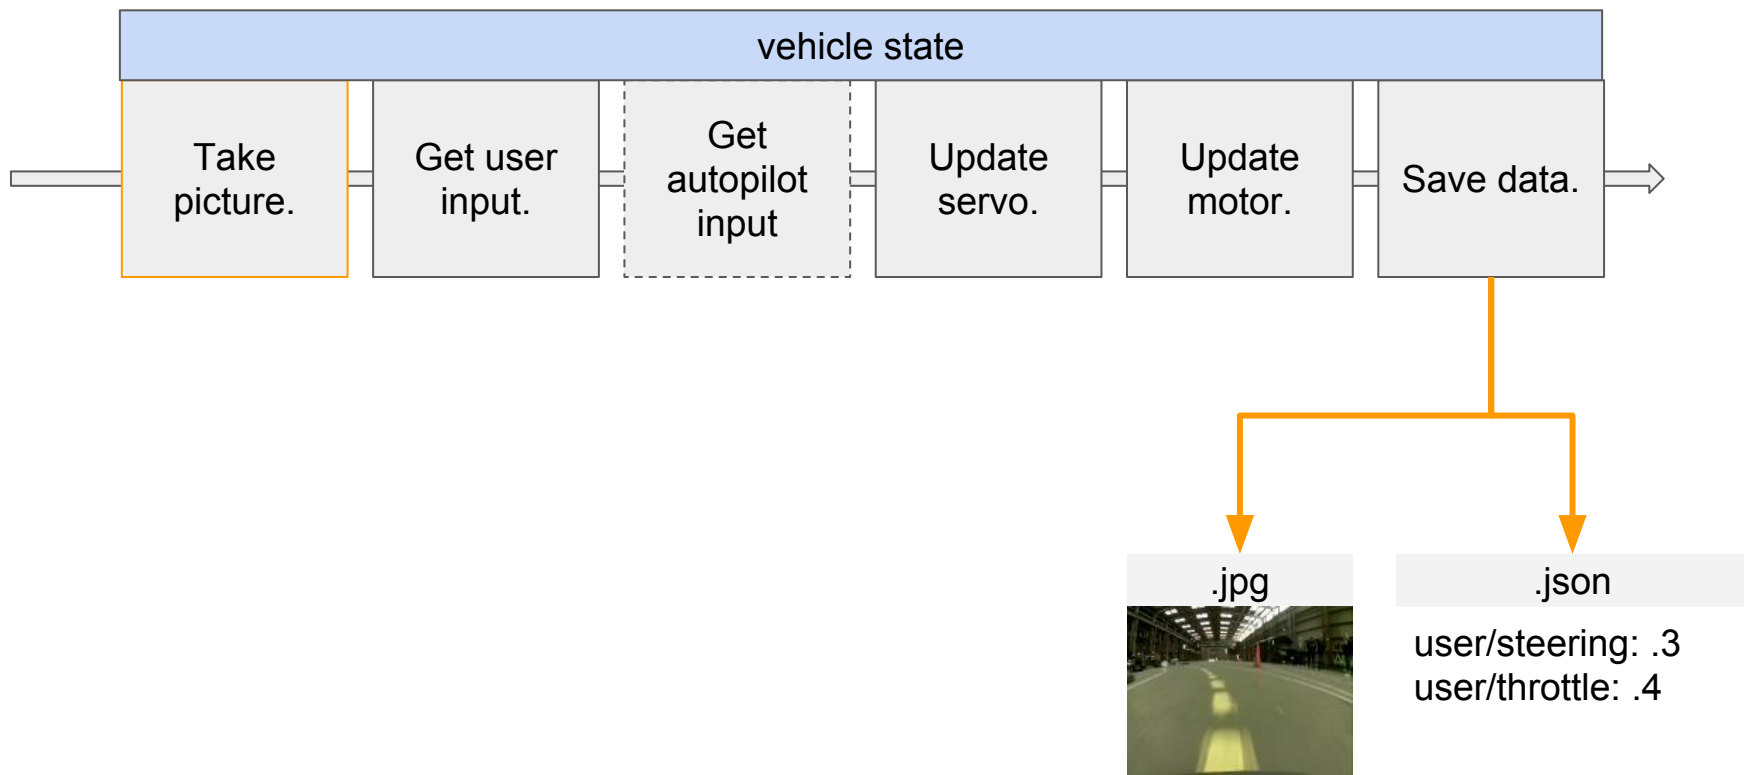 vehicle state
Take
picture.
Get user
input.
Get
autopilot
input
Update
servo.
Update
motor.
Save data.
.jpg
.json
user/steering: .3
user/throttle: .4